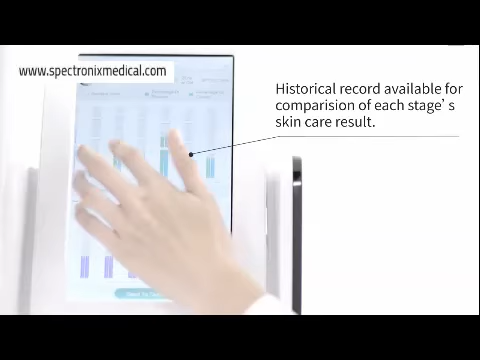 www.spectronixmedical.com
Historical record available for
comparision of each stage's
skin care result.